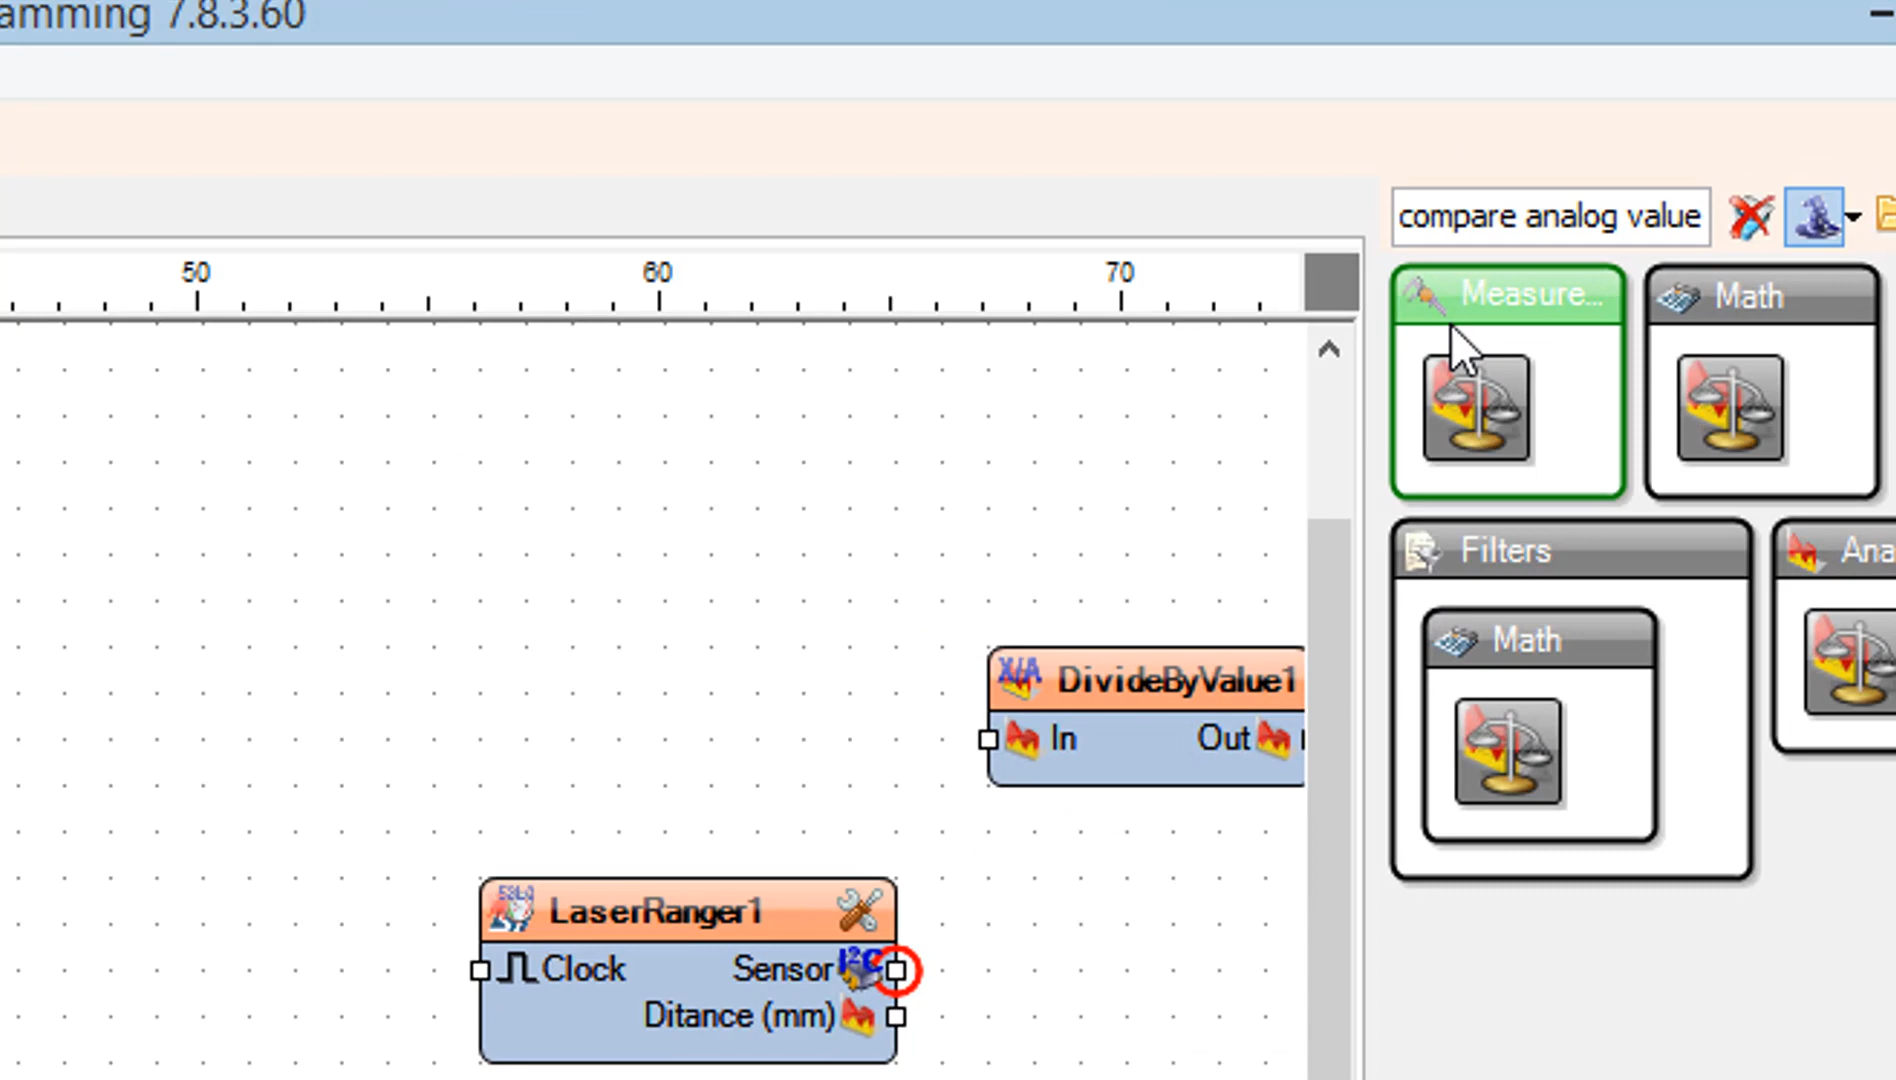 amming 7.8.3.60
compare analog value
50 60 70
Measure... Math
Filters Ana
Math
X/A DivideByValue1
In Out
LaserRanger1
Clock Sensor I²C
Ditance (mm)